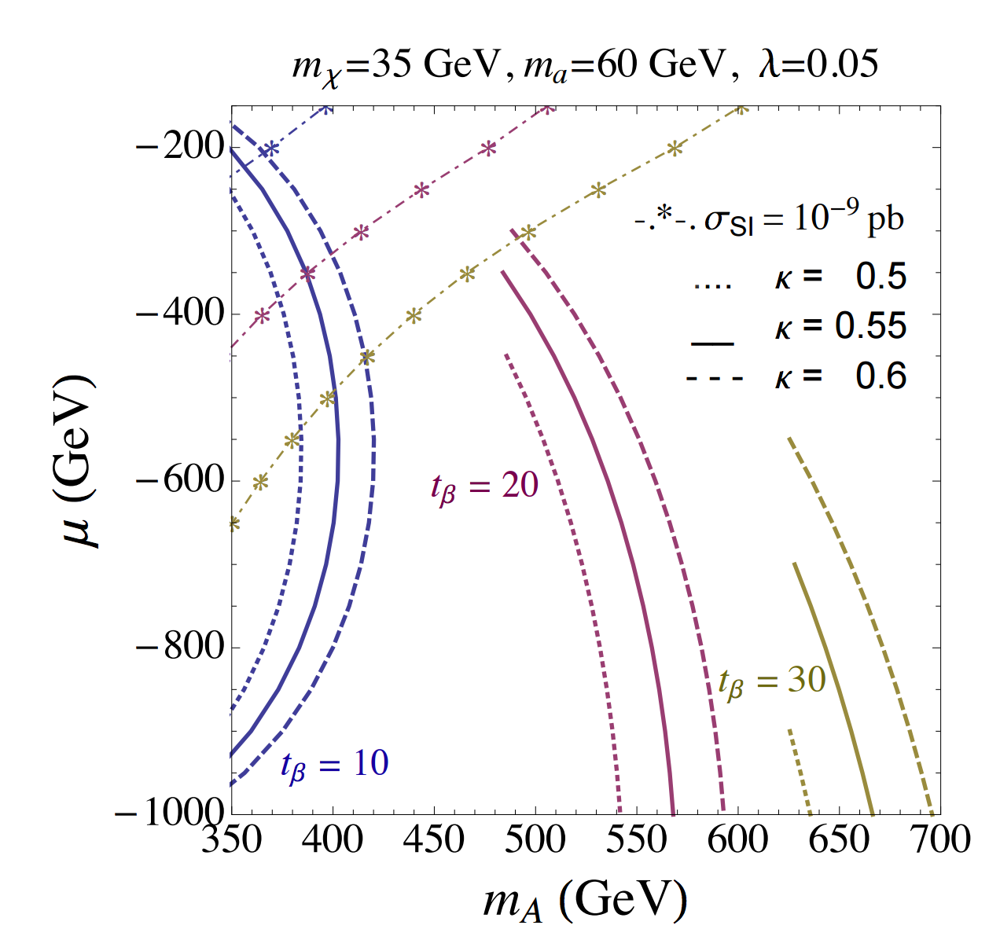 mχ=35 GeV, ma=60 GeV, λ=0.05
−200
−400
−600
−800
−1000
μ (GeV)
-.*-. σSI = 10−9 pb
.... κ = 0.5
__ κ = 0.55
- - - κ = 0.6
tβ = 20
tβ = 30
tβ = 10
350 400 450 500 550 600 650 700
mA (GeV)